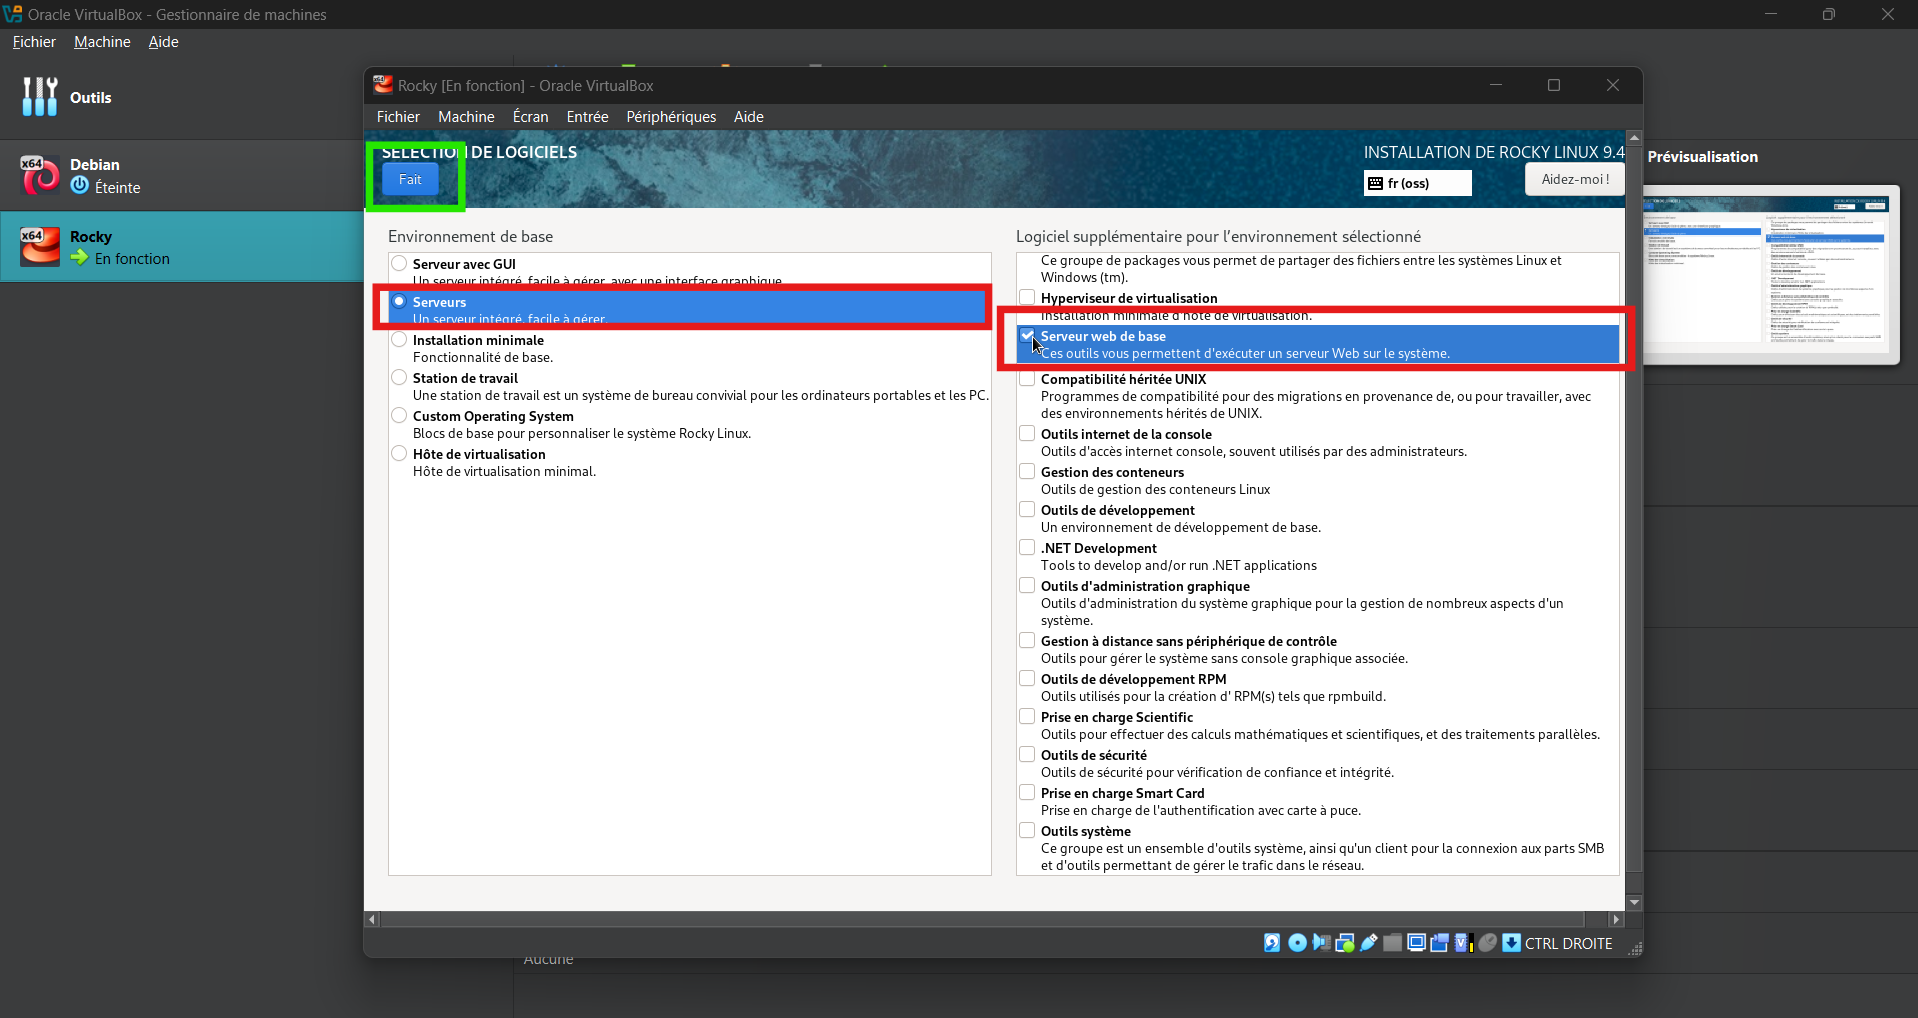 Oracle VirtualBox - Gestionnaire de machines
Fichier Machine Aide
Outils
x64 Debian
Éteinte
x64 Rocky
En fonction
Rocky [En fonction] - Oracle VirtualBox
Fichier Machine Écran Entrée Périphériques Aide
SÉLECTION DE LOGICIELS
Fait
INSTALLATION DE ROCKY LINUX 9.4
fr (oss)
Aidez-moi !
Environnement de base
Serveur avec GUI
Un serveur intégré, facile à gérer, avec une interface graphique
Serveurs
Un serveur intégré, facile à gérer.
Installation minimale
Fonctionnalité de base.
Station de travail
Une station de travail est un système de bureau convivial pour les ordinateurs portables et les PC.
Custom Operating System
Blocs de base pour personnaliser le système Rocky Linux.
Hôte de virtualisation
Hôte de virtualisation minimal.
Logiciel supplémentaire pour l’environnement sélectionné
Ce groupe de packages vous permet de partager des fichiers entre les systèmes Linux et
Windows (tm).
Hyperviseur de virtualisation
Installation minimale d'hôte de virtualisation.
Serveur web de base
Ces outils vous permettent d'exécuter un serveur Web sur le système.
Compatibilité héritée UNIX
Programmes de compatibilité pour des migrations en provenance de, ou pour travailler, avec
des environnements hérités de UNIX.
Outils internet de la console
Outils d'accès internet console, souvent utilisés par des administrateurs.
Gestion des conteneurs
Outils de gestion des conteneurs Linux
Outils de développement
Un environnement de développement de base.
.NET Development
Tools to develop and/or run .NET applications
Outils d'administration graphique
Outils d'administration du système graphique pour la gestion de nombreux aspects d'un
système.
Gestion à distance sans périphérique de contrôle
Outils pour gérer le système sans console graphique associée.
Outils de développement RPM
Outils utilisés pour la création d' RPM(s) tels que rpmbuild.
Prise en charge Scientific
Outils pour effectuer des calculs mathématiques et scientifiques, et des traitements parallèles.
Outils de sécurité
Outils de sécurité pour vérification de confiance et intégrité.
Prise en charge Smart Card
Prise en charge de l'authentification avec carte à puce.
Outils système
Ce groupe est un ensemble d'outils système, ainsi qu'un client pour la connexion aux parts SMB
et d'outils permettant de gérer le trafic dans le réseau.
Prévisualisation
CTRL DROITE
Aucune